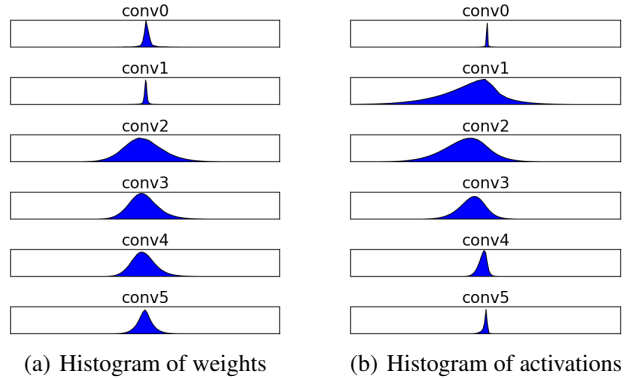 conv0
conv1
conv2
conv3
conv4
conv5
(a) Histogram of weights
conv0
conv1
conv2
conv3
conv4
conv5
(b) Histogram of activations